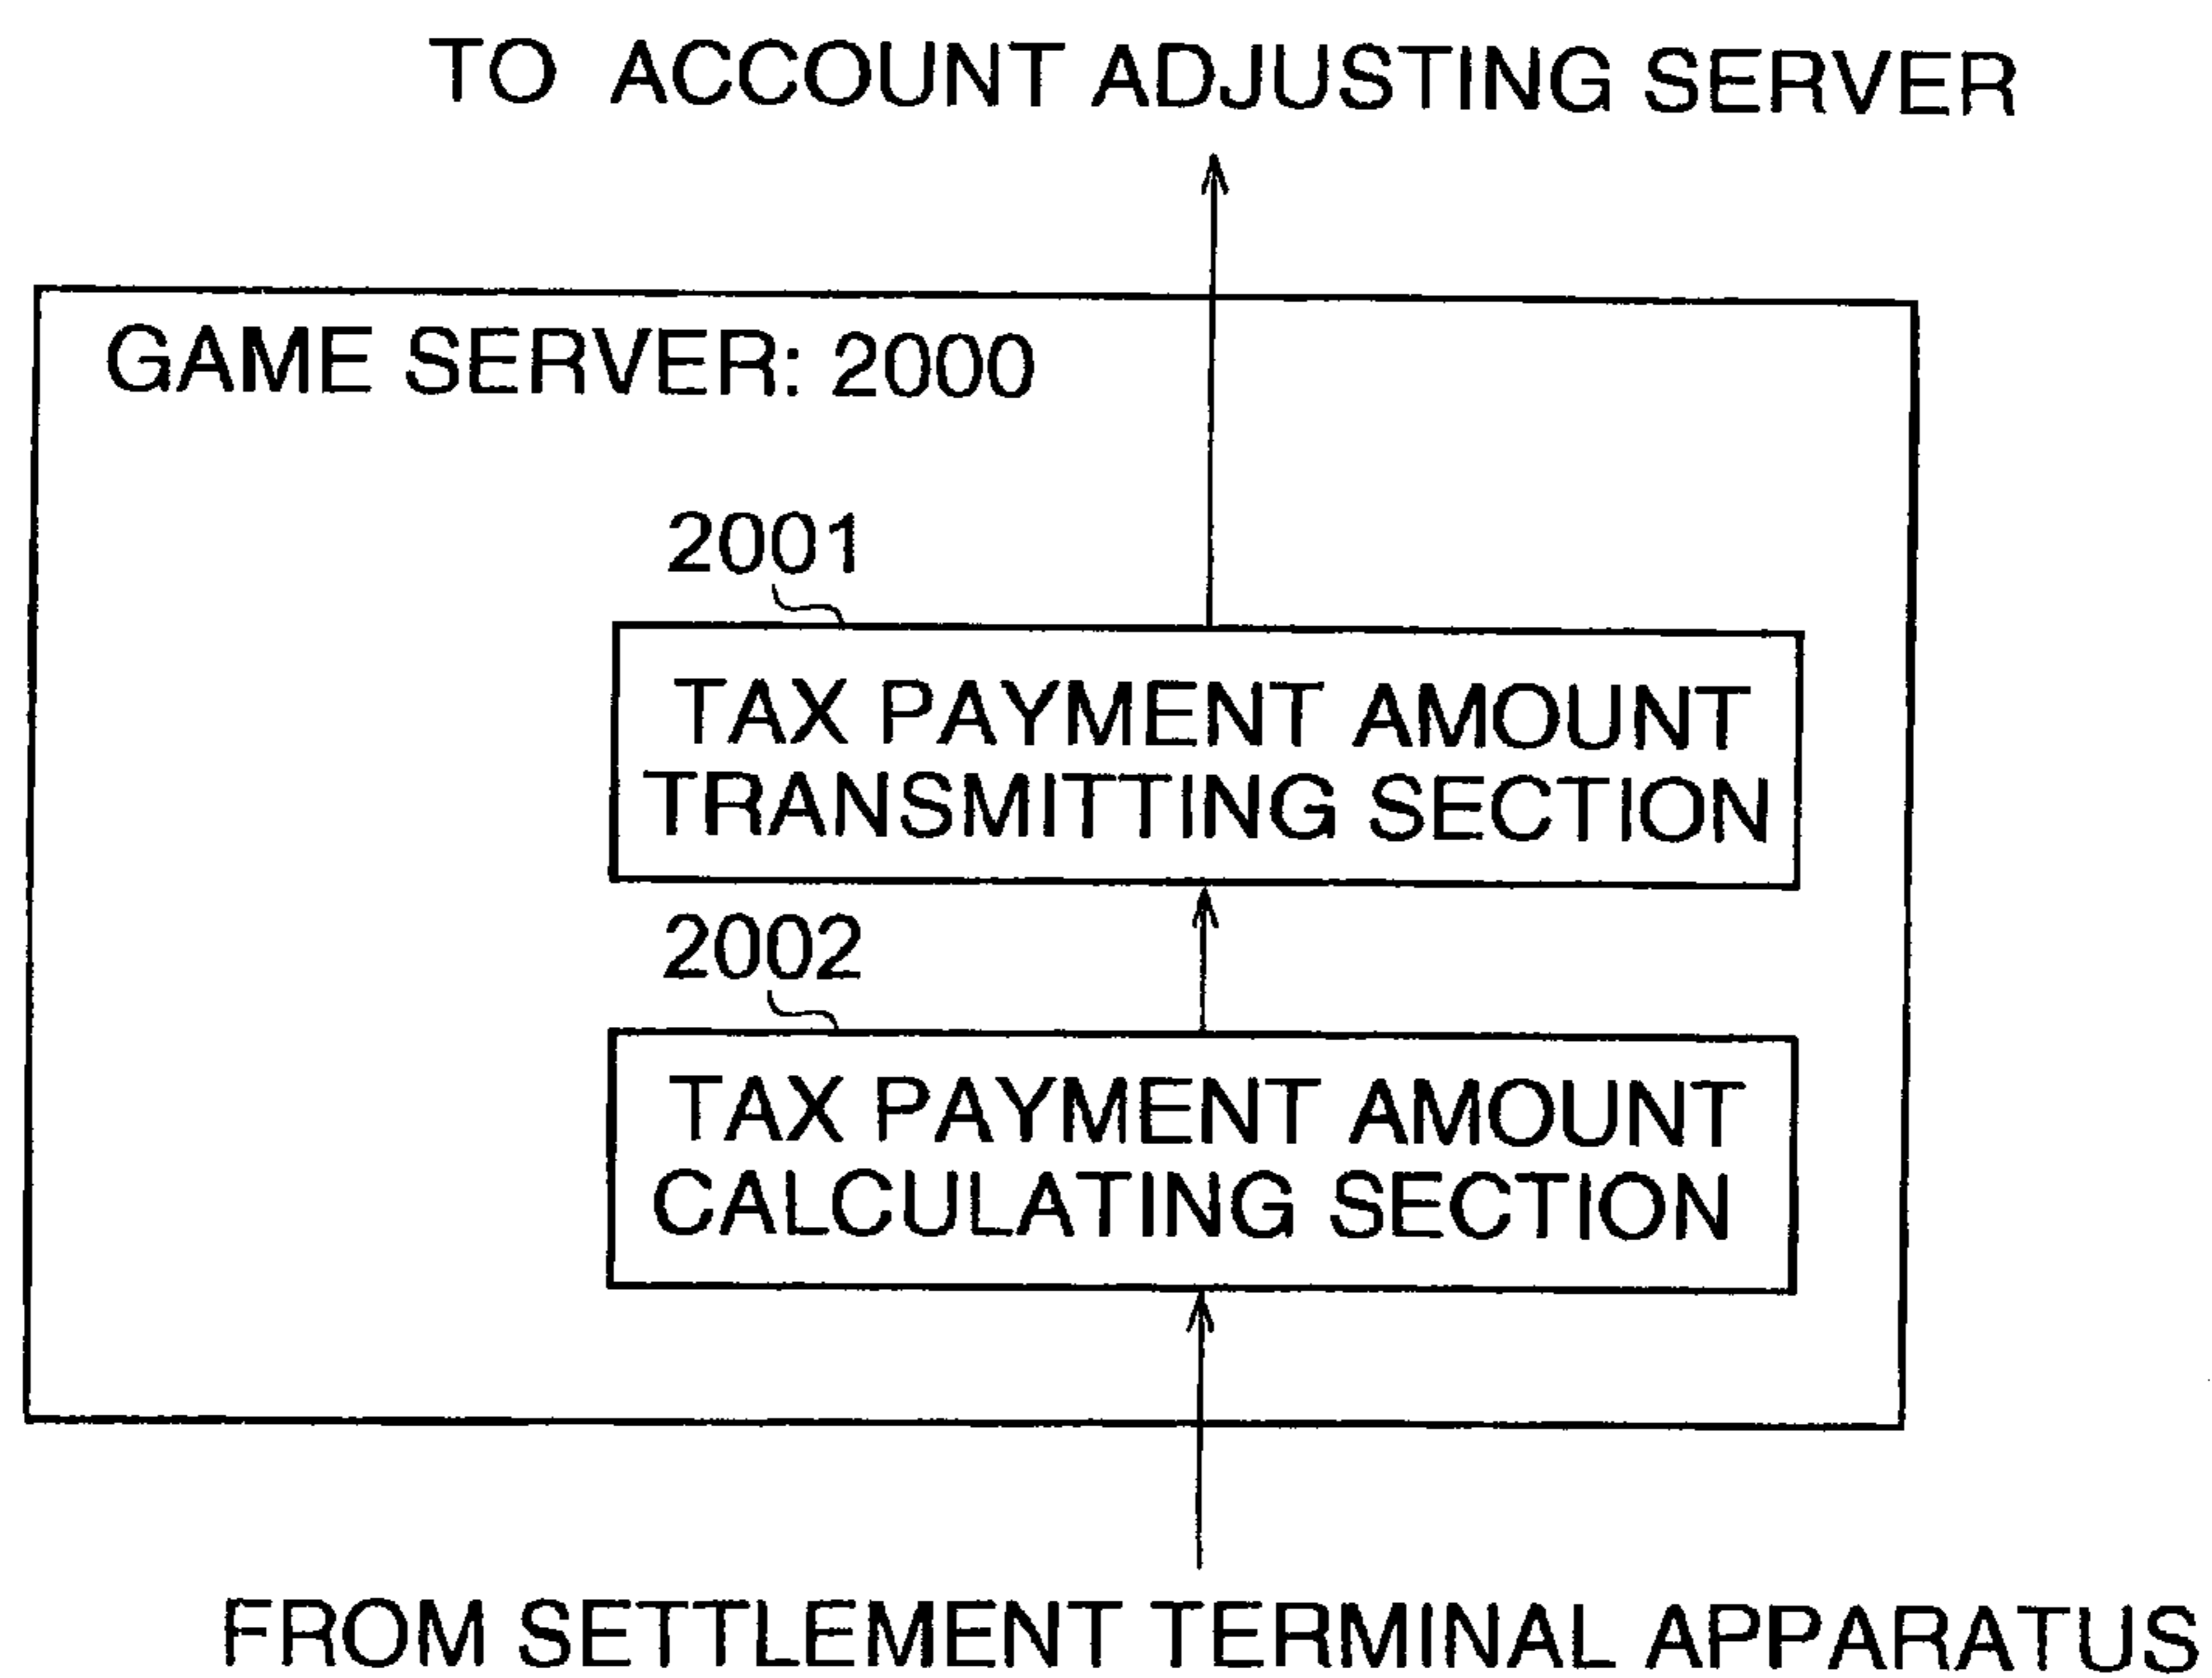 TO ACCOUNT ADJUSTING SERVER
GAME SERVER: 2000
2001
TAX PAYMENT AMOUNT
TRANSMITTING SECTION
2002
TAX PAYMENT AMOUNT
CALCULATING SECTION
FROM SETTLEMENT TERMINAL APPARATUS